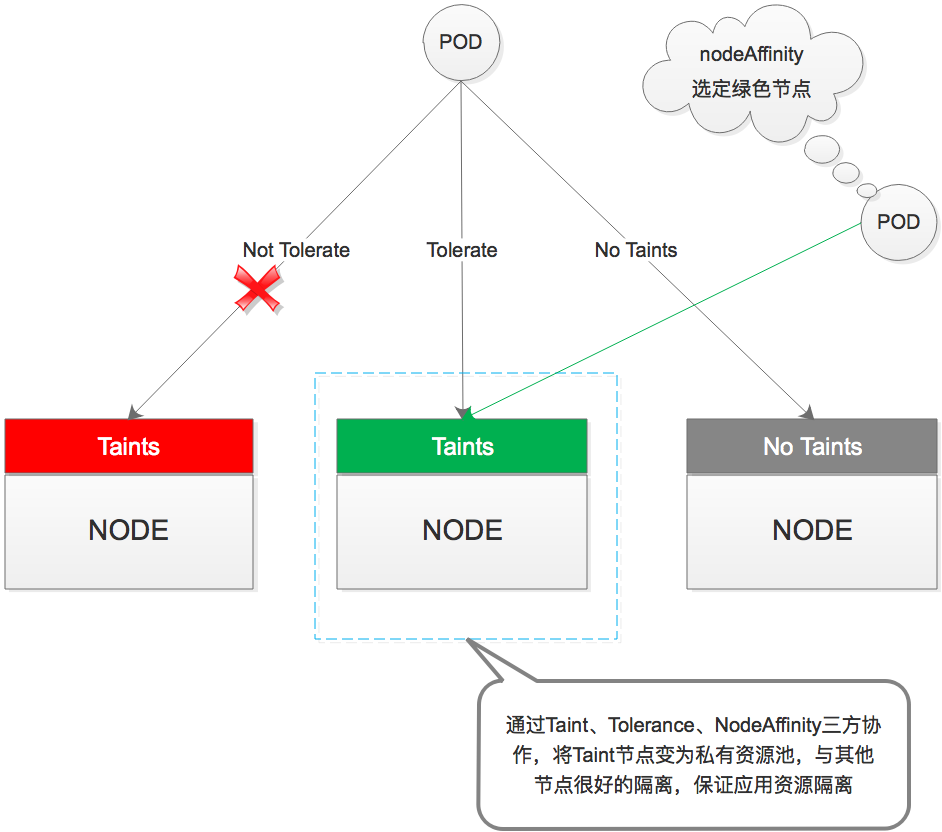 POD
nodeAffinity
选定绿色节点
POD
Not Tolerate
Tolerate
No Taints
Taints
Taints
No Taints
NODE
NODE
NODE
通过Taint、Tolerance、NodeAffinity三方协
作，将Taint节点变为私有资源池，与其他
节点很好的隔离，保证应用资源隔离